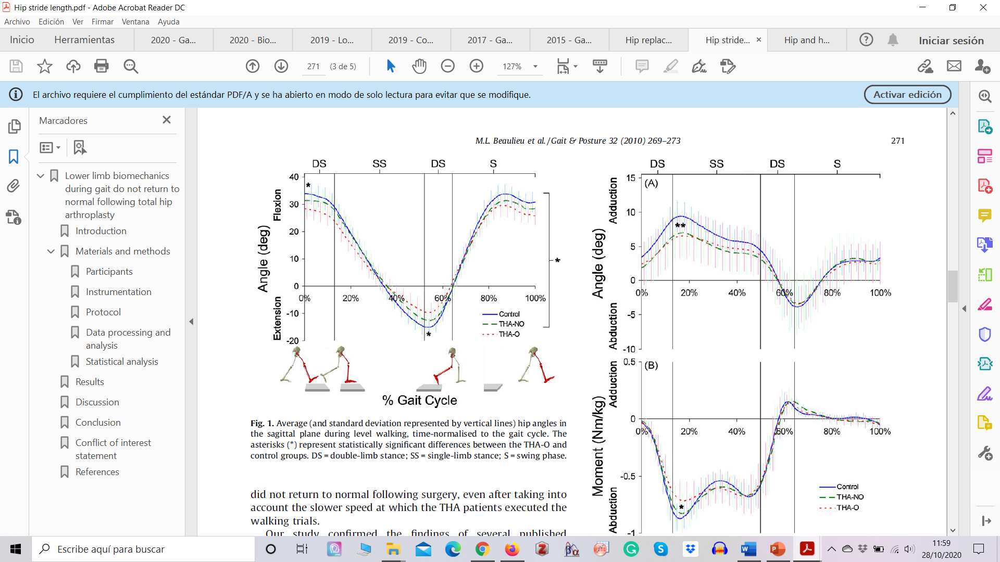 Hip stride length.pdf - Adobe Acrobat Reader DC
Archivo Edición Ver Firmar Ventana Ayuda
Inicio Herramientas 2020 - Ga... 2020 - Bio... 2019 - Lo... 2019 - Co... 2017 - Ga... 2015 - Ga... Hip replac... Hip stride... × Hip and h... Iniciar sesión
271 (3 de 5) 127%
El archivo requiere el cumplimiento del estándar PDF/A y se ha abierto en modo de solo lectura para evitar que se modifique. Activar edición
Marcadores
Lower limb biomechanics
during gait do not return to
normal following total hip
arthroplasty
Introduction
Materials and methods
Participants
Instrumentation
Protocol
Data processing and
analysis
Statistical analysis
Results
Discussion
Conclusion
Conflict of interest
statement
References
M.L. Beaulieu et al. / Gait & Posture 32 (2010) 269–273 271
DS SS DS S
40
30
20
10
0
-10
-20
Flexion
Angle (deg)
Extension
0% 20% 40% 60% 80% 100%
*
*
*
Control
THA-NO
THA-O
% Gait Cycle
Fig. 1. Average (and standard deviation represented by vertical lines) hip angles in
the sagittal plane during level walking, time-normalised to the gait cycle. The
asterisks (*) represent statistically significant differences between the THA-O and
control groups. DS = double-limb stance; SS = single-limb stance; S = swing phase.
did not return to normal following surgery, even after taking into
account the slower speed at which the THA patients executed the
walking trials.
Our study confirmed the findings of several published
DS SS DS S
(A)
15
10
5
0
-5
-10
Adduction
Angle (deg)
Abduction
**
0% 20% 40% 60% 80% 100%
(B)
0.5
0
-0.5
-1
Adduction
Moment (Nm/kg)
Abduction
0% 20% 40% 60% 80% 100%
*
Control
THA-NO
THA-O
Escribe aquí para buscar
11:59
28/10/2020